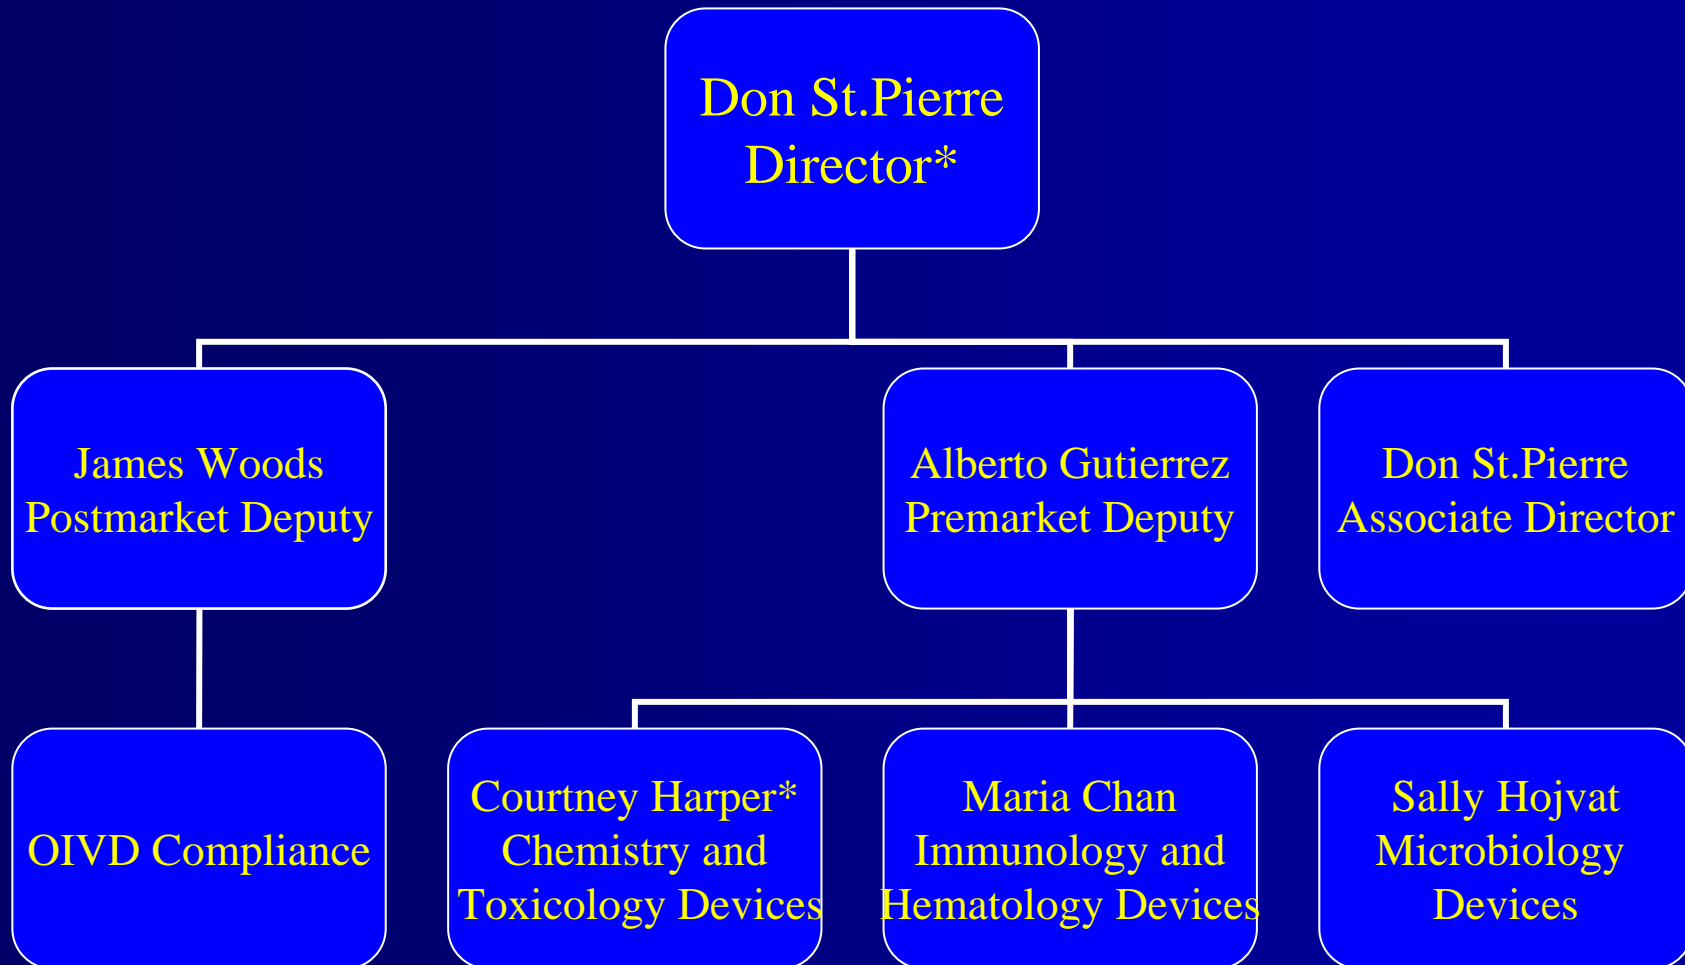 Don St.Pierre
Director*
James Woods
Postmarket Deputy
Alberto Gutierrez
Premarket Deputy
Don St.Pierre
Associate Director
OIVD Compliance
Courtney Harper*
Chemistry and
Toxicology Devices
Maria Chan
Immunology and
Hematology Devices
Sally Hojvat
Microbiology
Devices